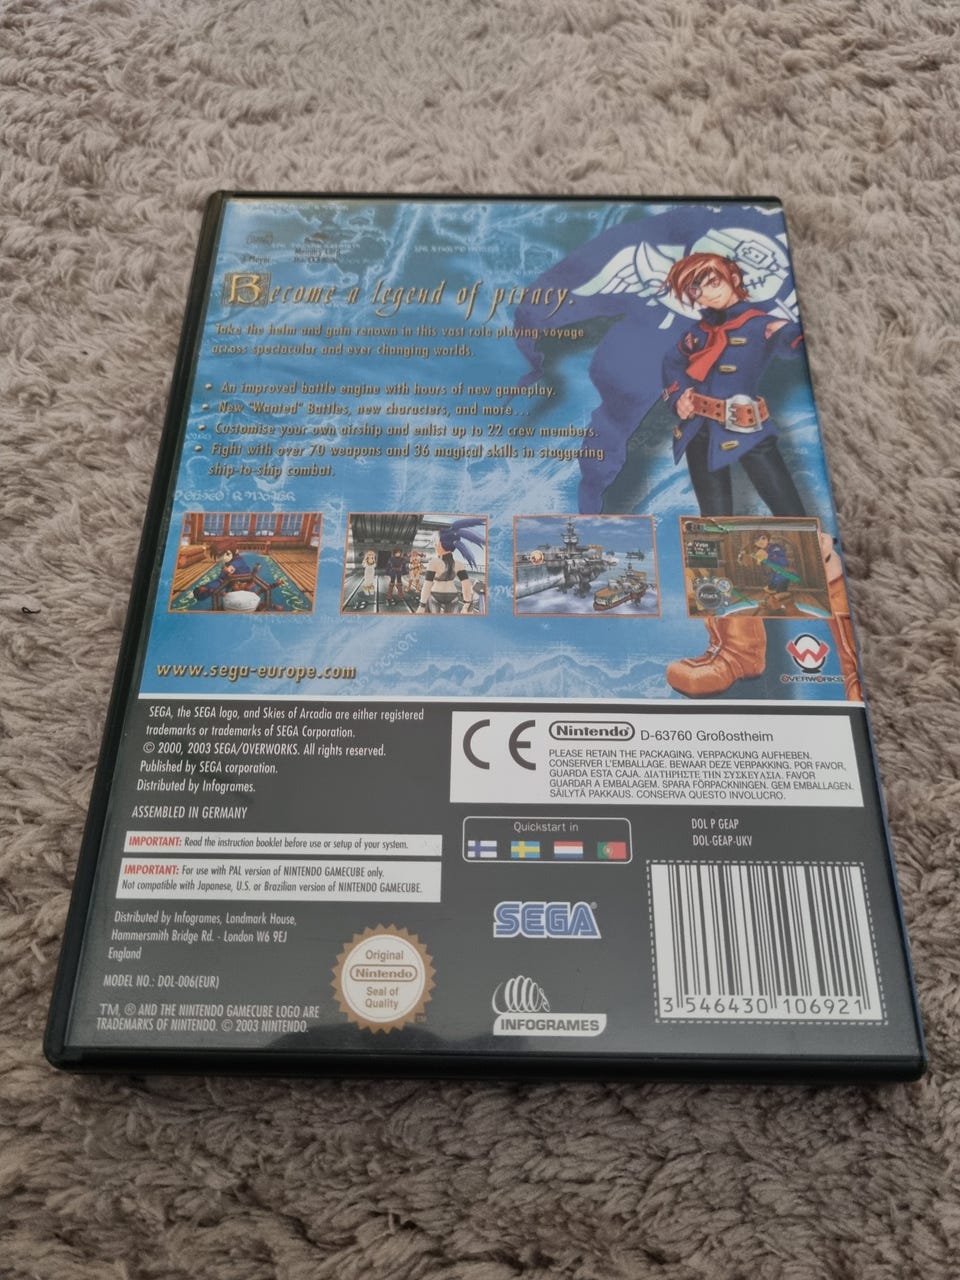 1 Player
Memory Card
Become a legend of piracy.
Take the helm and gain renown in this vast role playing voyage
across spectacular and ever changing worlds.
• An improved battle engine with hours of new gameplay.
• New "Wanted" Battles, new characters, and more...
• Customise your own airship and enlist up to 22 crew members.
• Fight with over 70 weapons and 36 magical skills in staggering
ship-to-ship combat.
Vyse
Attack
www.sega-europe.com
OVERWORKS
SEGA, the SEGA logo, and Skies of Arcadia are either registered
trademarks or trademarks of SEGA Corporation.
© 2000, 2003 SEGA/OVERWORKS. All rights reserved.
Published by SEGA corporation.
Distributed by Infogrames.
ASSEMBLED IN GERMANY
IMPORTANT: Read the instruction booklet before use or setup of your system.
IMPORTANT: For use with PAL version of NINTENDO GAMECUBE only.
Not compatible with Japanese, U.S. or Brazilian version of NINTENDO GAMECUBE.
Distributed by Infogrames, Landmark House,
Hammersmith Bridge Rd. - London W6 9EJ
England
MODEL NO.: DOL-006(EUR)
TM, ® AND THE NINTENDO GAMECUBE LOGO ARE
TRADEMARKS OF NINTENDO. © 2003 NINTENDO.
Original
Nintendo
Seal of
Quality
TM
CE Nintendo D-63760 Großostheim
PLEASE RETAIN THE PACKAGING. VERPACKUNG AUFHEBEN.
CONSERVER L'EMBALLAGE. BEWAAR DEZE VERPAKKING. POR FAVOR,
GUARDA ESTA CAJA. ΔΙΑΤΗΡΗΣΤΕ ΤΗΝ ΣΥΣΚΕΥΑΣΙΑ. FAVOR
GUARDAR A EMBALAGEM. SPARA FÖRPACKNINGEN. GEM EMBALLAGEN.
SÄILYTÄ PAKKAUS. CONSERVA QUESTO INVOLUCRO.
Quickstart in
DOL P GEAP
DOL-GEAP-UKV
SEGA®
INFOGRAMES
3 546430 106921